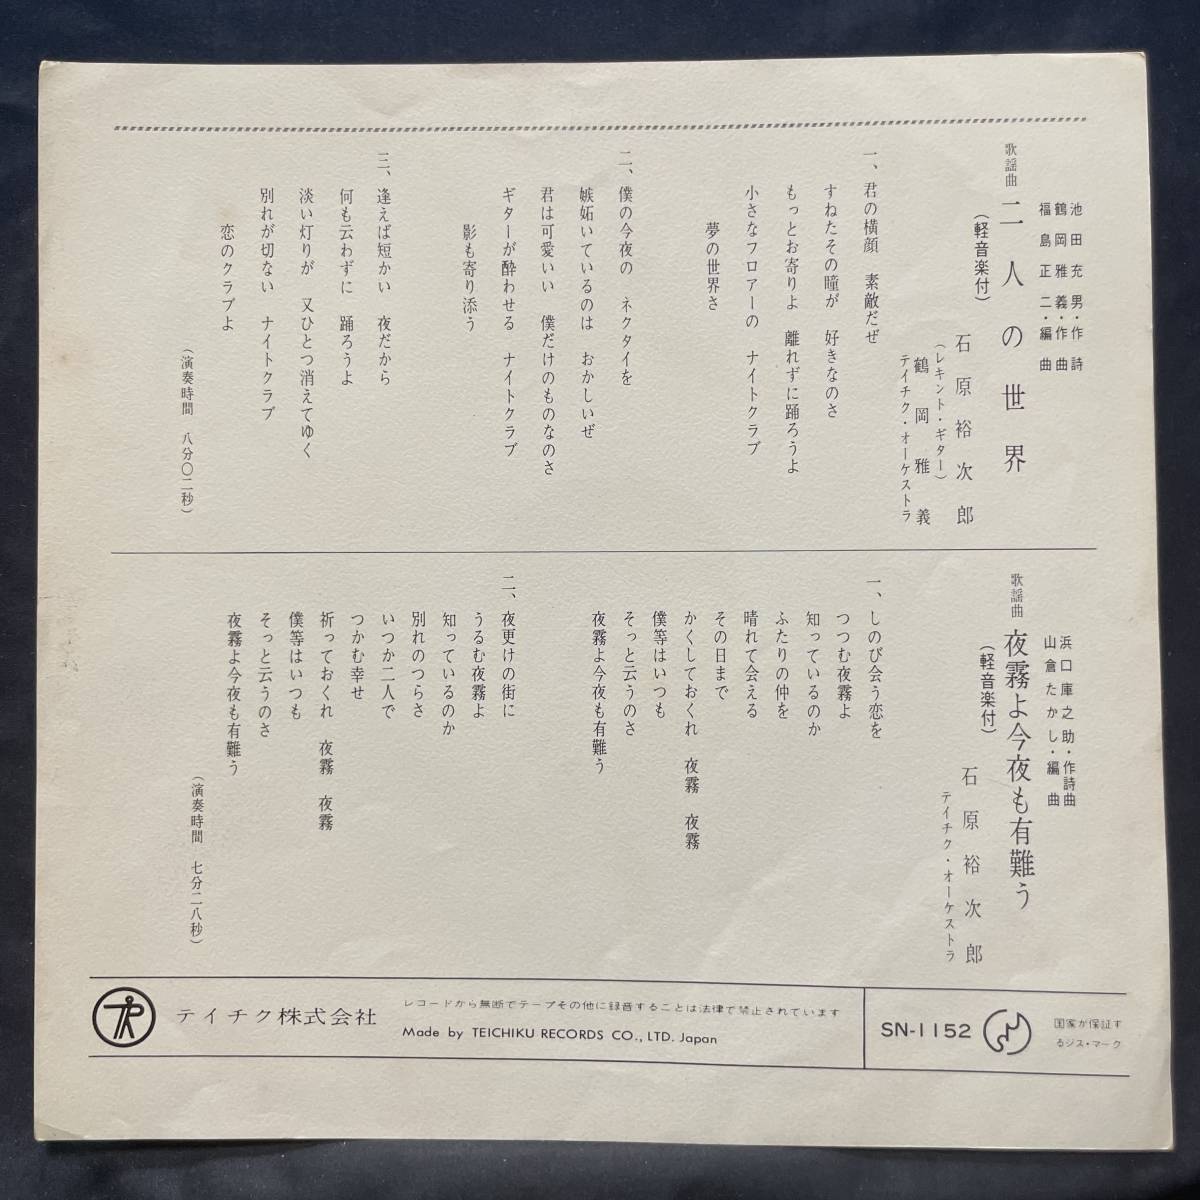 池田充男・作詩
鶴岡雅義・作曲
福島正二・編曲
歌謡曲 二人の世界
(軽音楽付)
石原裕次郎
(レキント・ギター)
鶴岡雅義
テイチク・オーケストラ
一、君の横顔 素敵だぜ
すねたその瞳が 好きなのさ
もっとお寄りよ 離れずに踊ろうよ
小さなフロアーの ナイトクラブ
夢の世界さ
二、僕の今夜の ネクタイを
嫉妬いているのは おかしいぜ
君は可愛いい 僕だけのものなのさ
ギターが酔わせる ナイトクラブ
影も寄り添う
三、逢えば短かい 夜だから
何も云わずに 踊ろうよ
淡い灯りが 又ひとつ消えてゆく
別れが切ない ナイトクラブ
恋のクラブよ
(演奏時間 八分〇二秒)
浜口庫之助・作詩曲
山倉たかし・編曲
歌謡曲 夜霧よ今夜も有難う
(軽音楽付)
石原裕次郎
テイチク・オーケストラ
一、しのび会う恋を
つつむ夜霧よ
知っているのか
ふたりの仲を
晴れて会える
その日まで
かくしておくれ 夜霧 夜霧
僕等はいつも
そっと云うのさ
夜霧よ今夜も有難う
二、夜更けの街に
うるむ夜霧よ
知っているのか
別れのつらさ
いつか二人で
つかむ幸せ
祈っておくれ 夜霧 夜霧
僕等はいつも
そっと云うのさ
夜霧よ今夜も有難う
(演奏時間 七分二八秒)
テイチク株式会社
レコードから無断でテープその他に録音することは法律で禁止されています
Made by TEICHIKU RECORDS CO., LTD. Japan
SN-1152
国家が保証す
るジス・マーク